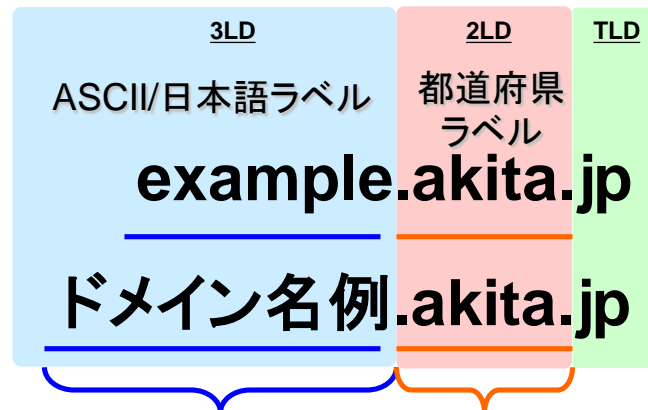 3LD 2LD TLD
ASCII/日本語ラベル
都道府県
ラベル
example.akita.jp
ドメイン名例.akita.jp